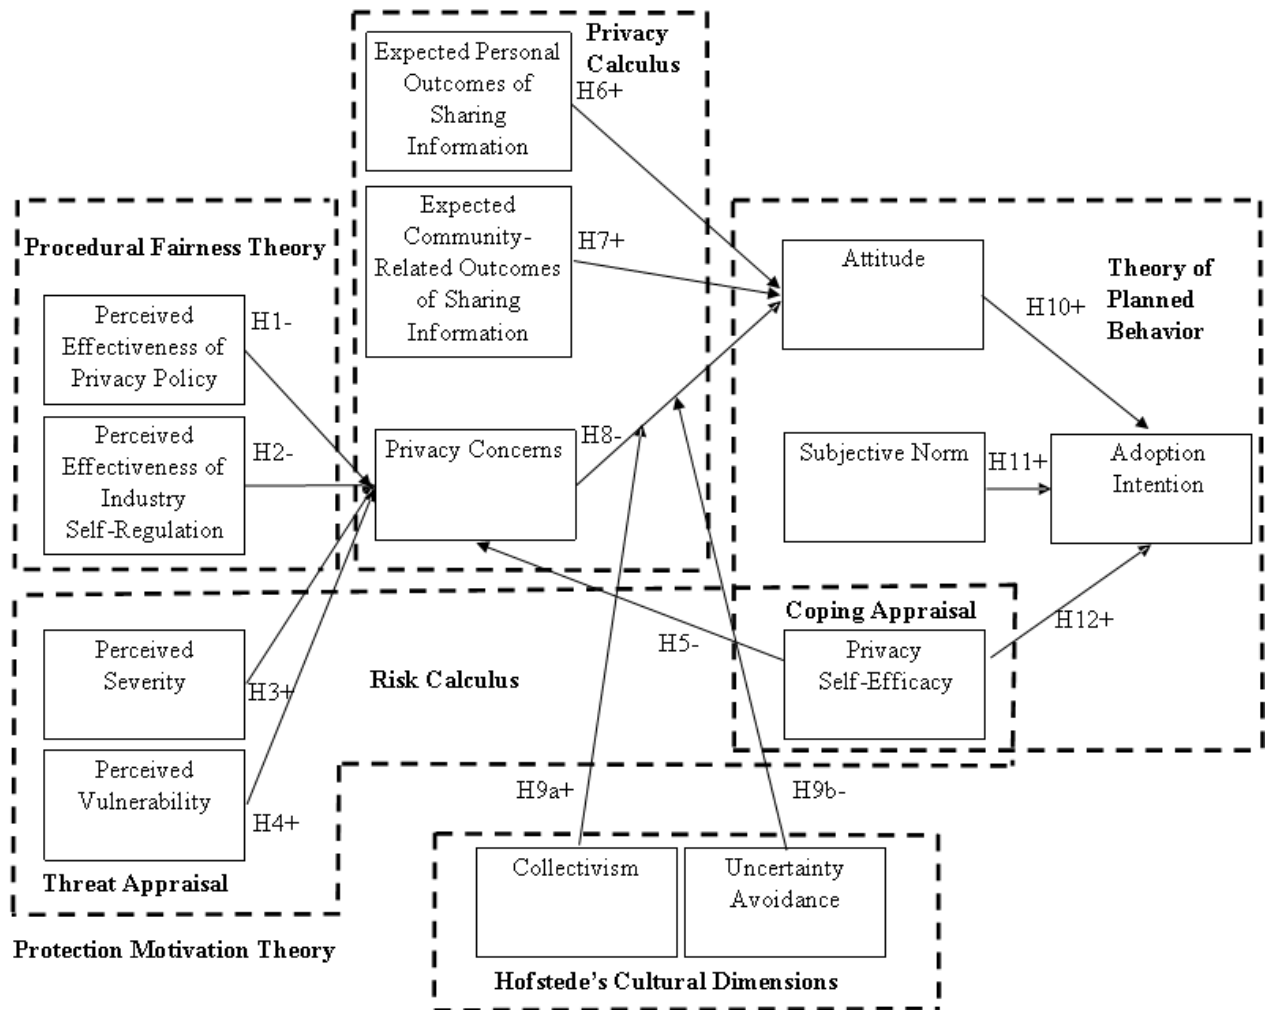 Privacy
Calculus
Expected Personal
Outcomes of
Sharing
Information
H6+
Expected
Community-
Related Outcomes
of Sharing
Information
H7+
Procedural Fairness Theory
Perceived
Effectiveness of
Privacy Policy
H1-
Perceived
Effectiveness of
Industry
Self-Regulation
H2-
Privacy Concerns
H8-
Attitude
Theory of
Planned
Behavior
H10+
Subjective Norm
H11+
Adoption
Intention
Coping Appraisal
Privacy
Self-Efficacy
H12+
H5-
Risk Calculus
Perceived
Severity
H3+
Perceived
Vulnerability
H4+
Threat Appraisal
Protection Motivation Theory
H9a+
H9b-
Collectivism
Uncertainty
Avoidance
Hofstede's Cultural Dimensions